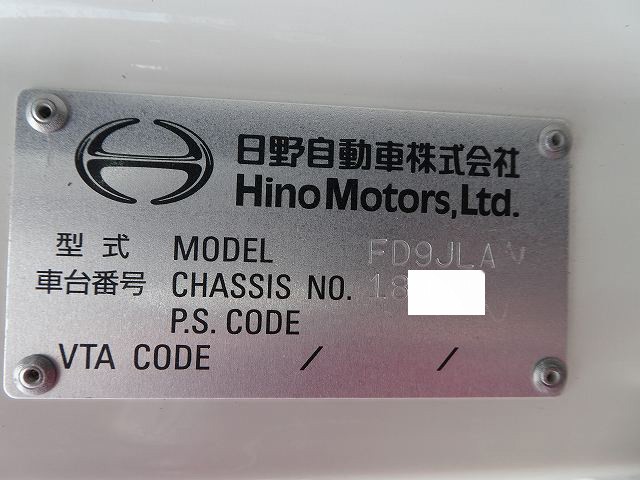 日野自動車株式会社
Hino Motors, Ltd.
型式 MODEL FD9JLA
車台番号 CHASSIS NO. 18
P.S. CODE
VTA CODE / /